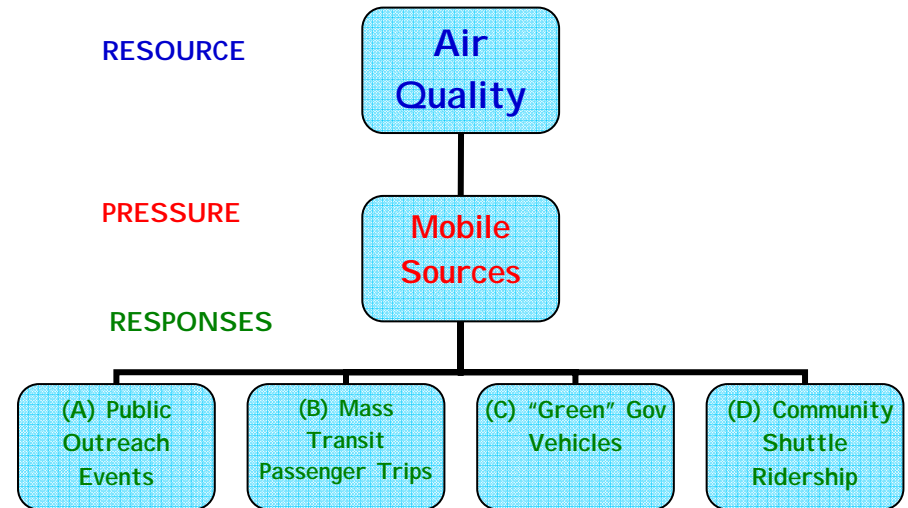 RESOURCE
Air
Quality
PRESSURE
Mobile
Sources
RESPONSES
(A) Public
Outreach
Events
(B) Mass
Transit
Passenger Trips
(C) “Green” Gov
Vehicles
(D) Community
Shuttle
Ridership